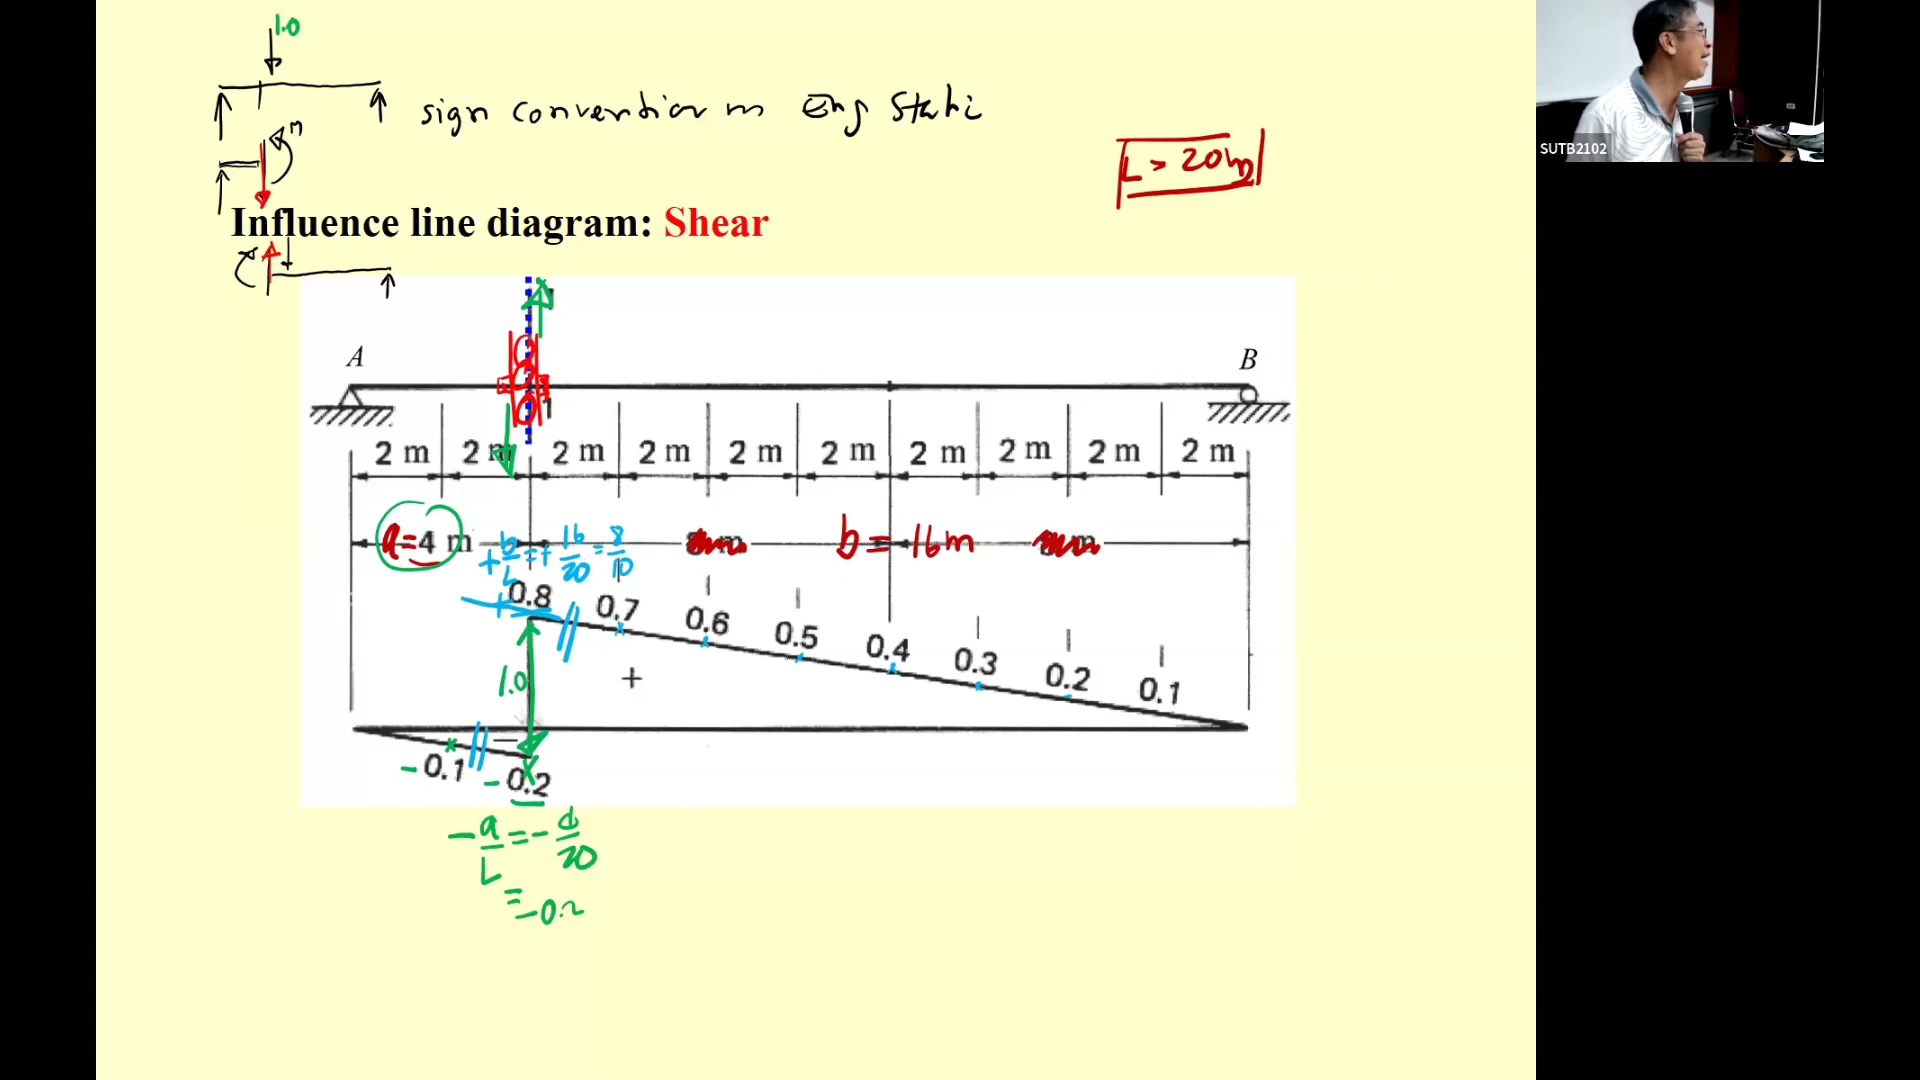 1.0
sign convention m Eng Stati
m
L = 20m
SUTB2102
Influence line diagram: Shear
A
B
2 m 2 m 2 m 2 m 2 m 2 m 2 m 2 m 2 m 2 m
a=4 m
b = 16m
+b/L = +16/20 = 8/10
+0.8 0.7 0.6 0.5 0.4 0.3 0.2 0.1
1.0
+
−
-0.1 -0.2
-a/L = -4/20
= -0.2